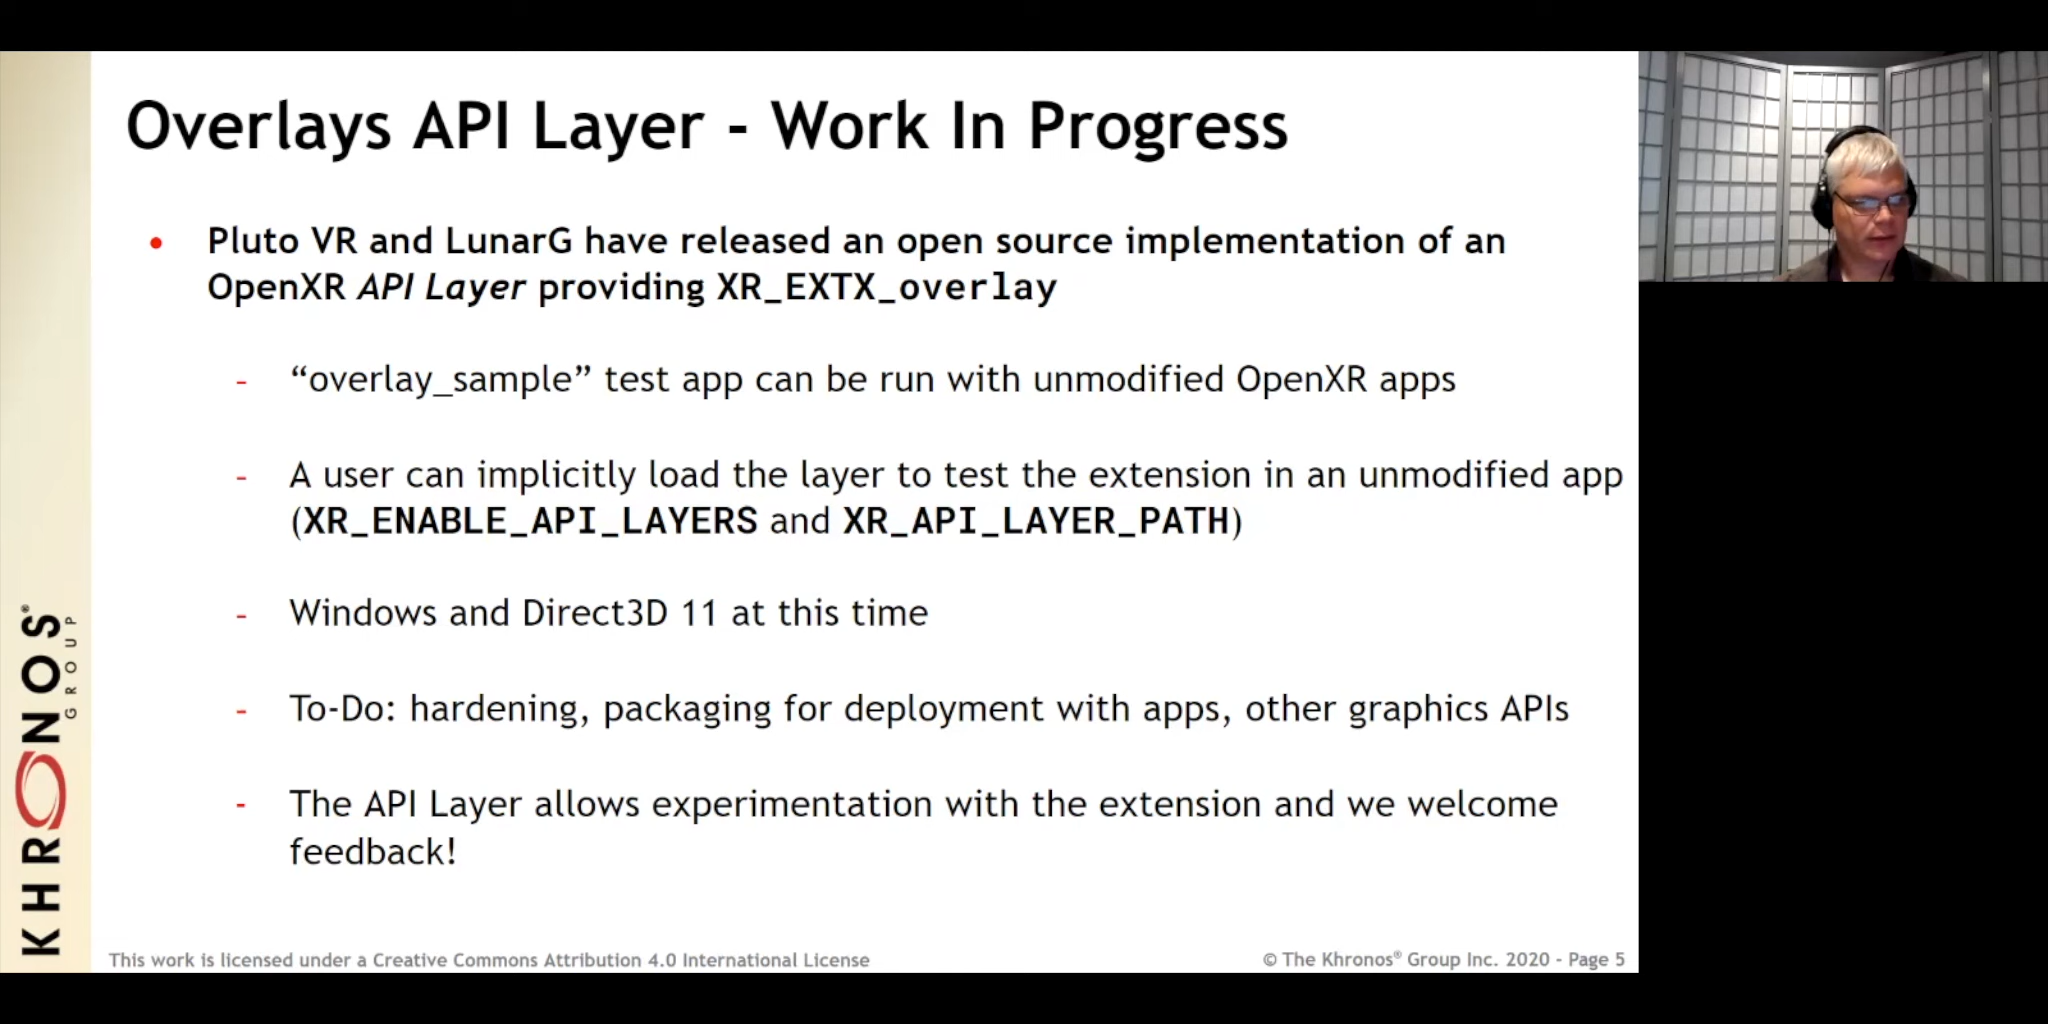 Overlays API Layer - Work In Progress
• Pluto VR and LunarG have released an open source implementation of an
OpenXR API Layer providing XR_EXTX_overlay
- “overlay_sample” test app can be run with unmodified OpenXR apps
- A user can implicitly load the layer to test the extension in an unmodified app
(XR_ENABLE_API_LAYERS and XR_API_LAYER_PATH)
- Windows and Direct3D 11 at this time
- To-Do: hardening, packaging for deployment with apps, other graphics APIs
- The API Layer allows experimentation with the extension and we welcome
feedback!
KHRONOS®
GROUP
This work is licensed under a Creative Commons Attribution 4.0 International License
© The Khronos® Group Inc. 2020 - Page 5